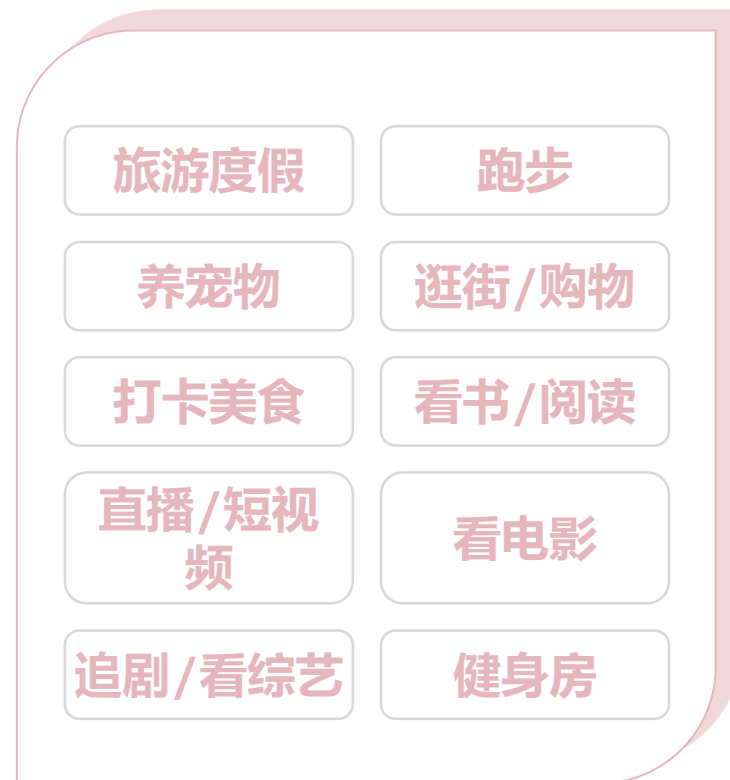 旅游度假
跑步
养宠物
逛街/购物
打卡美食
看书/阅读
直播/短视
频
看电影
追剧/看综艺
健身房